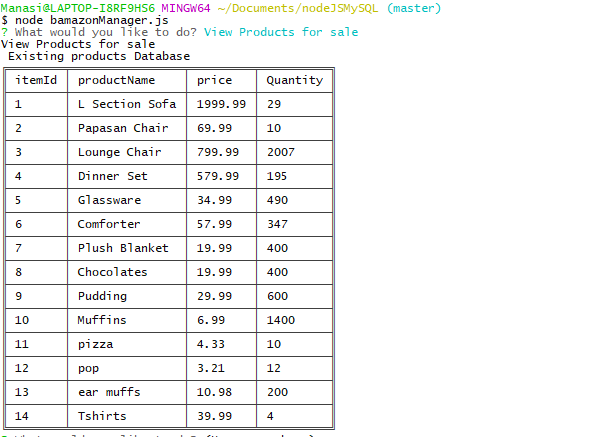 Manasi@LAPTOP-I8RF9HS6 MINGW64 ~/Documents/nodeJSMySQL (master)
$ node bamazonManager.js
? What would you like to do? View Products for sale
View Products for sale
Existing products Database
itemId productName price Quantity
1 L Section Sofa 1999.99 29
2 Papasan Chair 69.99 10
3 Lounge Chair 799.99 2007
4 Dinner Set 579.99 195
5 Glassware 34.99 490
6 Comforter 57.99 347
7 Plush Blanket 19.99 400
8 Chocolates 19.99 400
9 Pudding 29.99 600
10 Muffins 6.99 1400
11 pizza 4.33 10
12 pop 3.21 12
13 ear muffs 10.98 200
14 Tshirts 39.99 4